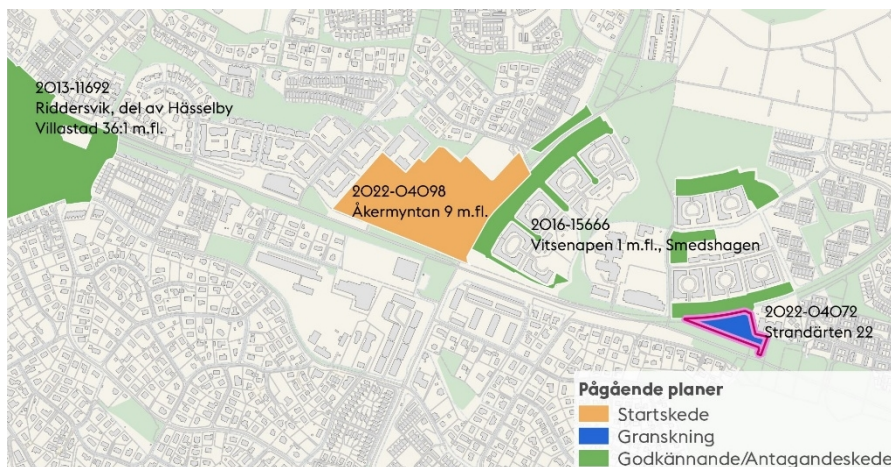 2013-11692
Riddersvik, del av Hässelby
Villastad 36:1 m.fl.
2022-04098
Åkermyntan 9 m.fl.
2016-15666
Vitsenapen 1 m.fl., Smedshagen
2022-04072
Strandärten 22
Pågående planer
Startskede
Granskning
Godkännande/Antagandeskede